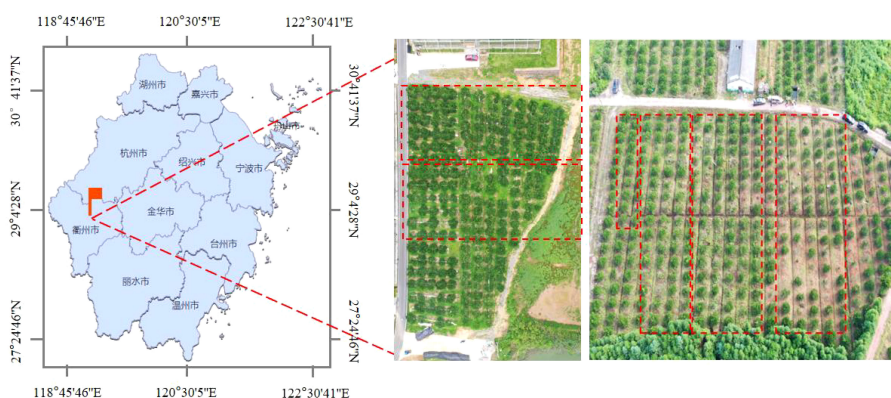 118°45'46"E 120°30'5"E 122°30'41"E
30°41'37"N
29°4'28"N
27°24'46"N
湖州市
嘉兴市
杭州市
绍兴市
宁波市
舟山市
金华市
衢州市
台州市
丽水市
温州市
30°41'37"N
29°4'28"N
27°24'46"N
118°45'46"E 120°30'5"E 122°30'41"E